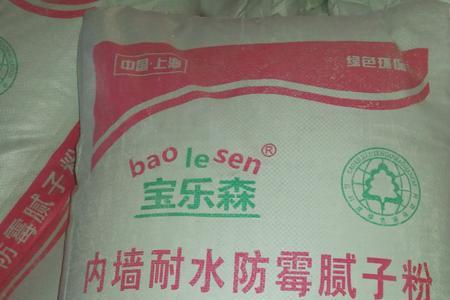 中国·上海
绿色环保
bao le sen®
宝乐森
内墙耐水防霉腻子粉
防霉腻子粉